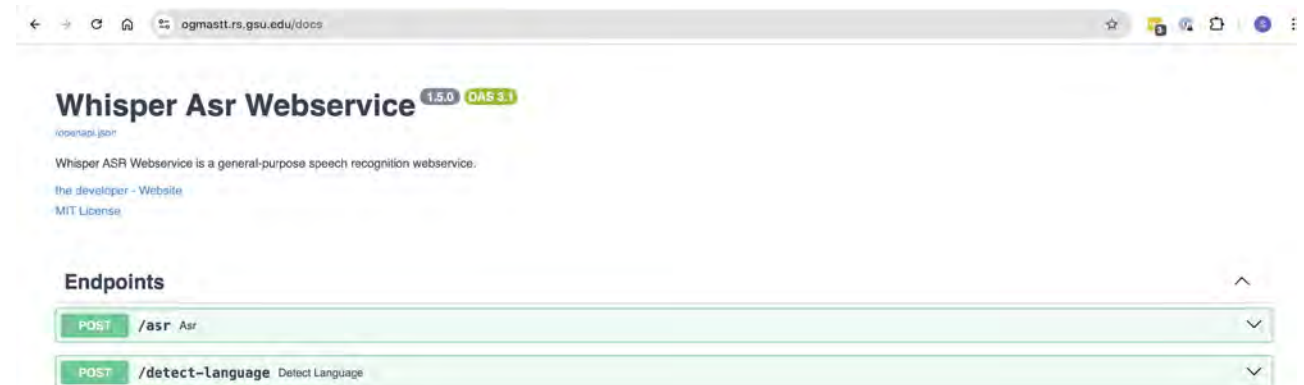 ogmastt.rs.gsu.edu/docs
3
S
Whisper Asr Webservice 1.5.0 OAS 3.1
/openapi.json
Whisper ASR Webservice is a general-purpose speech recognition webservice.
the developer - Website
MIT License
Endpoints
POST /asr Asr
POST /detect-language Detect Language